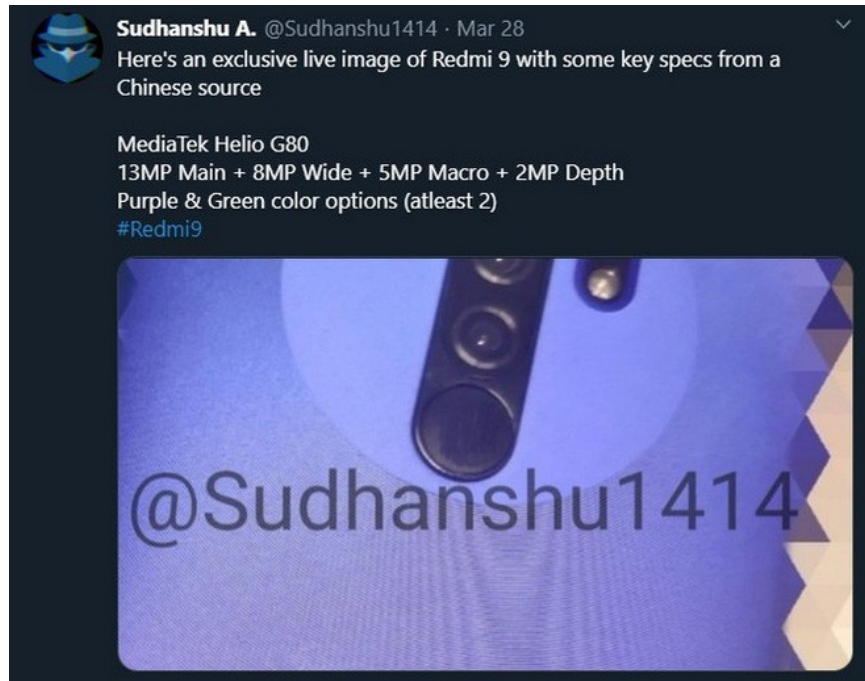 Sudhanshu A. @Sudhanshu1414 · Mar 28
Here's an exclusive live image of Redmi 9 with some key specs from a
Chinese source
MediaTek Helio G80
13MP Main + 8MP Wide + 5MP Macro + 2MP Depth
Purple & Green color options (atleast 2)
#Redmi9
@Sudhanshu1414